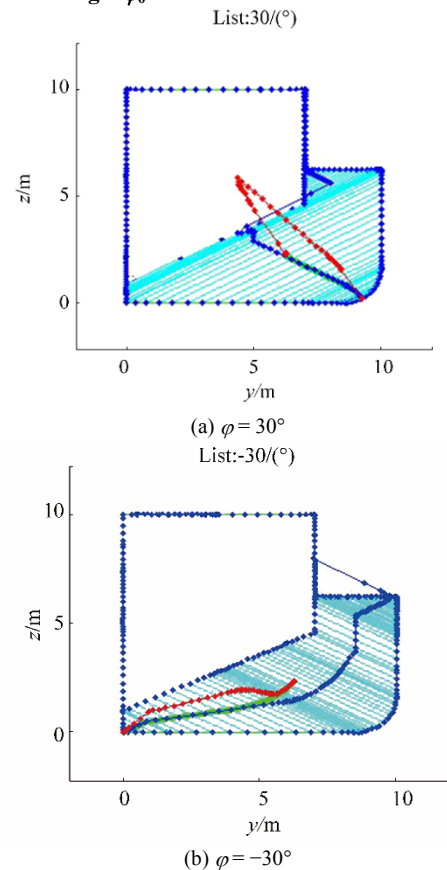 List:30/(°)
10
z/m
5
0
0 5 10
y/m
(a) φ = 30°
List:-30/(°)
10
z/m
5
0
0 5 10
y/m
(b) φ = −30°